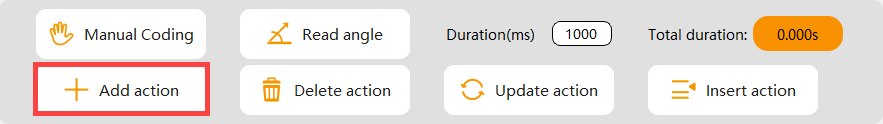 Manual Coding Read angle Duration(ms) 1000 Total duration: 0.000s
Add action Delete action Update action Insert action